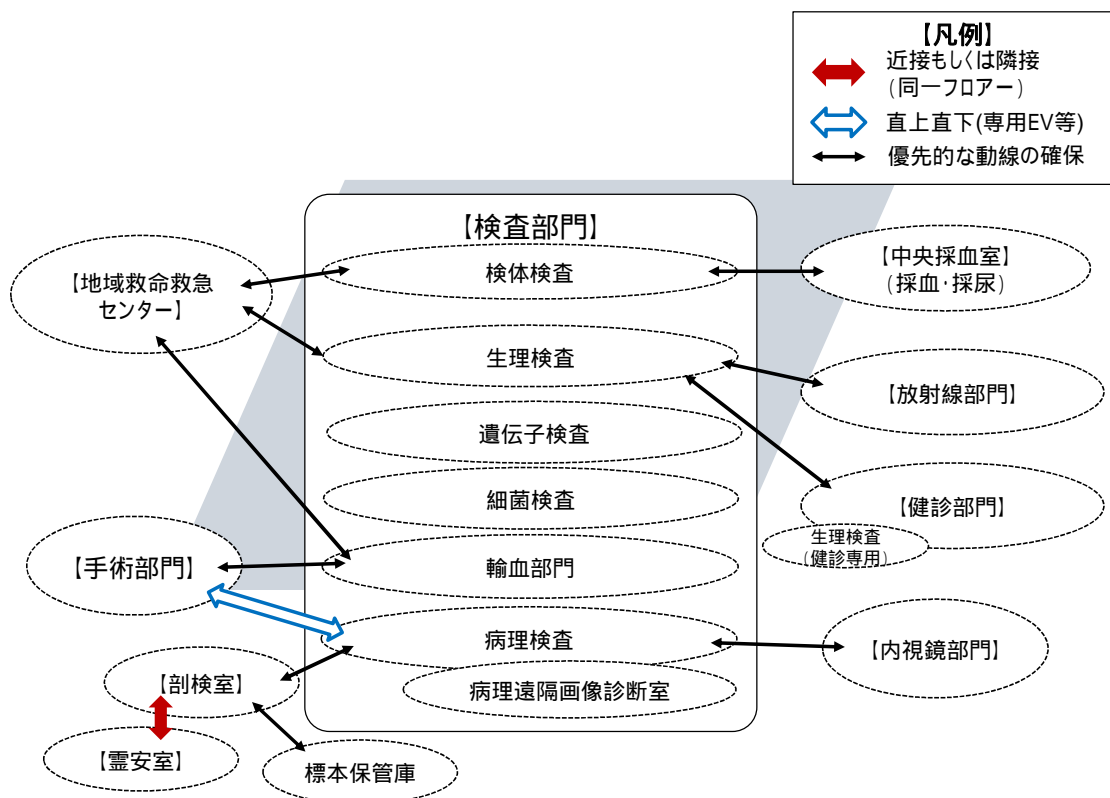 【凡例】
近接もしくは隣接
(同一フロアー)
直上直下(専用EV等)
優先的な動線の確保
【検査部門】
検体検査
生理検査
遺伝子検査
細菌検査
輸血部門
病理検査
病理遠隔画像診断室
【地域救命救急
センター】
【手術部門】
【剖検室】
【霊安室】
標本保管庫
【中央採血室】
(採血・採尿)
【放射線部門】
【健診部門】
生理検査
(健診専用)
【内視鏡部門】